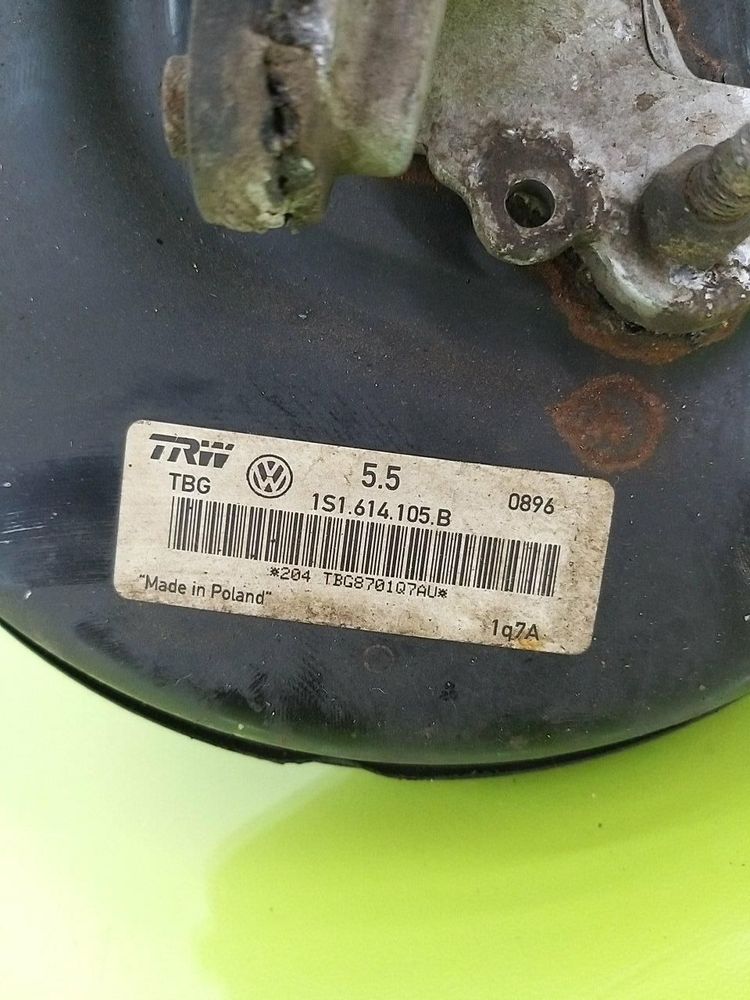 TRW
TBG
5.5
0896
1S1.614.105.B
*204 TBG8701Q7AU*
"Made in Poland"
1q7A